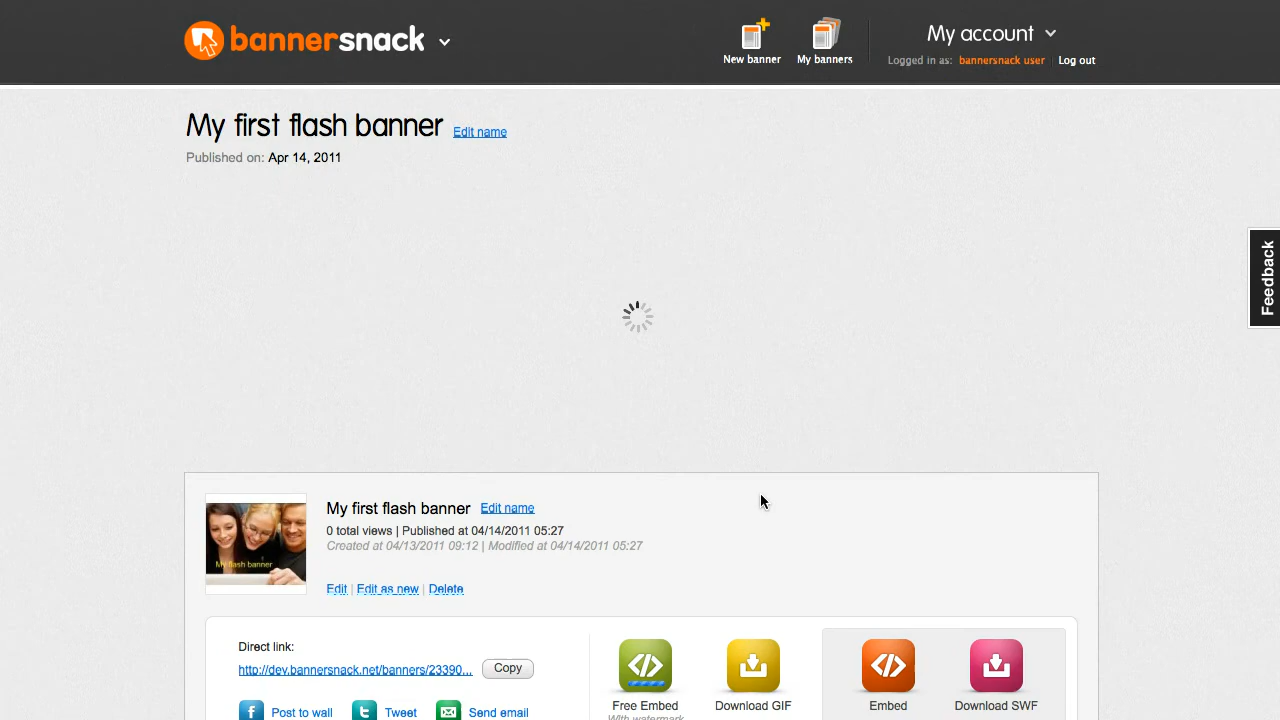 bannersnack
New banner
My banners
My account
Logged in as: bannersnack user
Log out
My first flash banner Edit name
Published on: Apr 14, 2011
Feedback
My first flash banner Edit name
0 total views | Published at 04/14/2011 05:27
Created at 04/13/2011 09:12 | Modified at 04/14/2011 05:27
My flash banner
Edit | Edit as new | Delete
Direct link:
http://dev.bannersnack.net/banners/23390... Copy
Post to wall
Tweet
Send email
Free Embed
With watermark
Download GIF
Embed
Download SWF